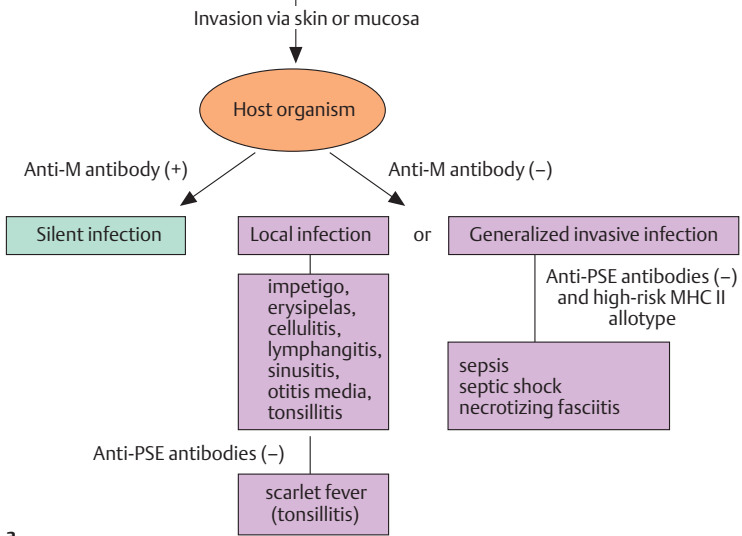 Invasion via skin or mucosa
Host organism
Anti-M antibody (+)
Anti-M antibody (–)
Silent infection
Local infection
or
Generalized invasive infection
impetigo,
erysipelas,
cellulitis,
lymphangitis,
sinusitis,
otitis media,
tonsillitis
Anti-PSE antibodies (–)
and high-risk MHC II
allotype
sepsis
septic shock
necrotizing fasciitis
Anti-PSE antibodies (–)
scarlet fever
(tonsillitis)